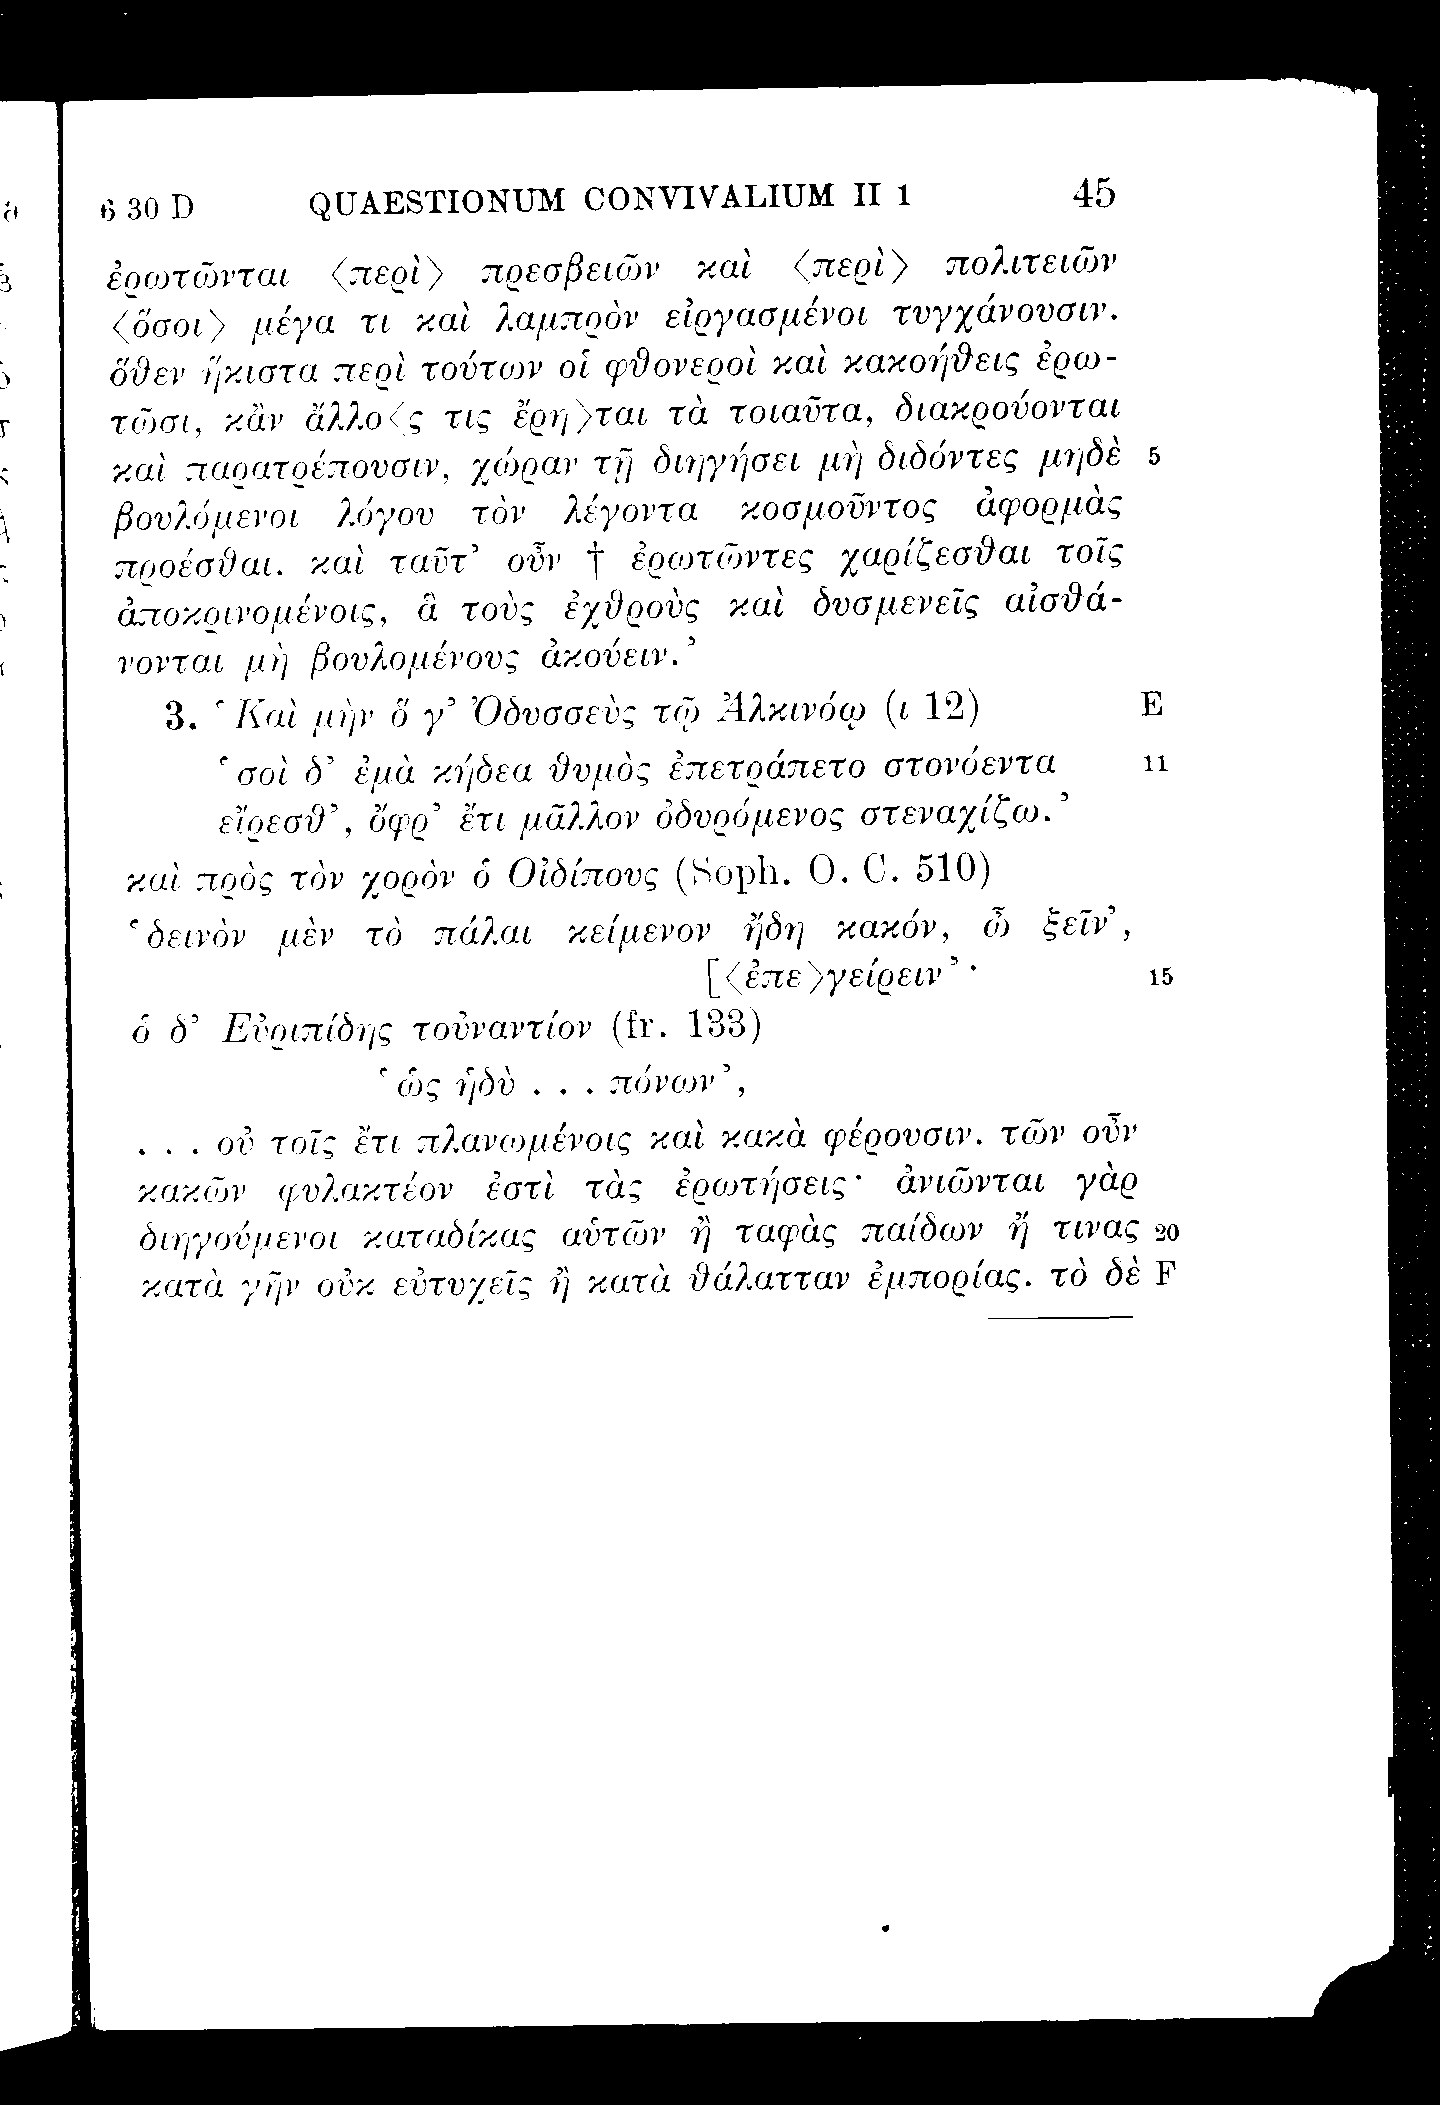 6 30 D QUAESTIONUM CONVIVALIUM II 1 45
ἐρωτῶνται ⟨περὶ⟩ πρεσβειῶν καὶ ⟨περὶ⟩ πολιτειῶν
⟨ὅσοι⟩ μέγα τι καὶ λαμπρὸν εἰργασμένοι τυγχάνουσιν.
ὅθεν ἥκιστα περὶ τούτων οἱ φθονεροὶ καὶ κακοήθεις ἐρω-
τῶσι, κἂν ἄλλο⟨ς τις ἔρη⟩ται τὰ τοιαῦτα, διακρούονται
καὶ παρατρέπουσιν, χώραν τῇ διηγήσει μὴ διδόντες μηδὲ 5
βουλόμενοι λόγου τὸν λέγοντα κοσμοῦντος ἀφορμὰς
προέσθαι. καὶ ταῦτ’ οὖν † ἐρωτῶντες χαρίζεσθαι τοῖς
ἀποκρινομένοις, ἃ τοὺς ἐχθροὺς καὶ δυσμενεῖς αἰσθά-
νονται μὴ βουλομένους ἀκούειν.’
3. ‘Καὶ μὴν ὅ γ’ Ὀδυσσεὺς τῷ Ἀλκινόῳ (ι 12) E
‘σοὶ δ’ ἐμὰ κήδεα θυμὸς ἐπετράπετο στονόεντα 11
εἴρεσθ’, ὄφρ’ ἔτι μᾶλλον ὀδυρόμενος στεναχίζω.’
καὶ πρὸς τὸν χορὸν ὁ Οἰδίπους (Soph. O. C. 510)
‘δεινὸν μὲν τὸ πάλαι κείμενον ἤδη κακόν, ὦ ξεῖν’,
[⟨ἐπε⟩γείρειν’· 15
ὁ δ’ Εὐριπίδης τοὐναντίον (fr. 133)
‘ὡς ἡδὺ . . . πόνων’,
. . . οὐ τοῖς ἔτι πλανωμένοις καὶ κακὰ φέρουσιν. τῶν οὖν
κακῶν φυλακτέον ἐστὶ τὰς ἐρωτήσεις· ἀνιῶνται γὰρ
διηγούμενοι καταδίκας αὑτῶν ἢ ταφὰς παίδων ἤ τινας 20
κατὰ γῆν οὐκ εὐτυχεῖς ἢ κατὰ θάλατταν ἐμπορίας. τὸ δὲ F